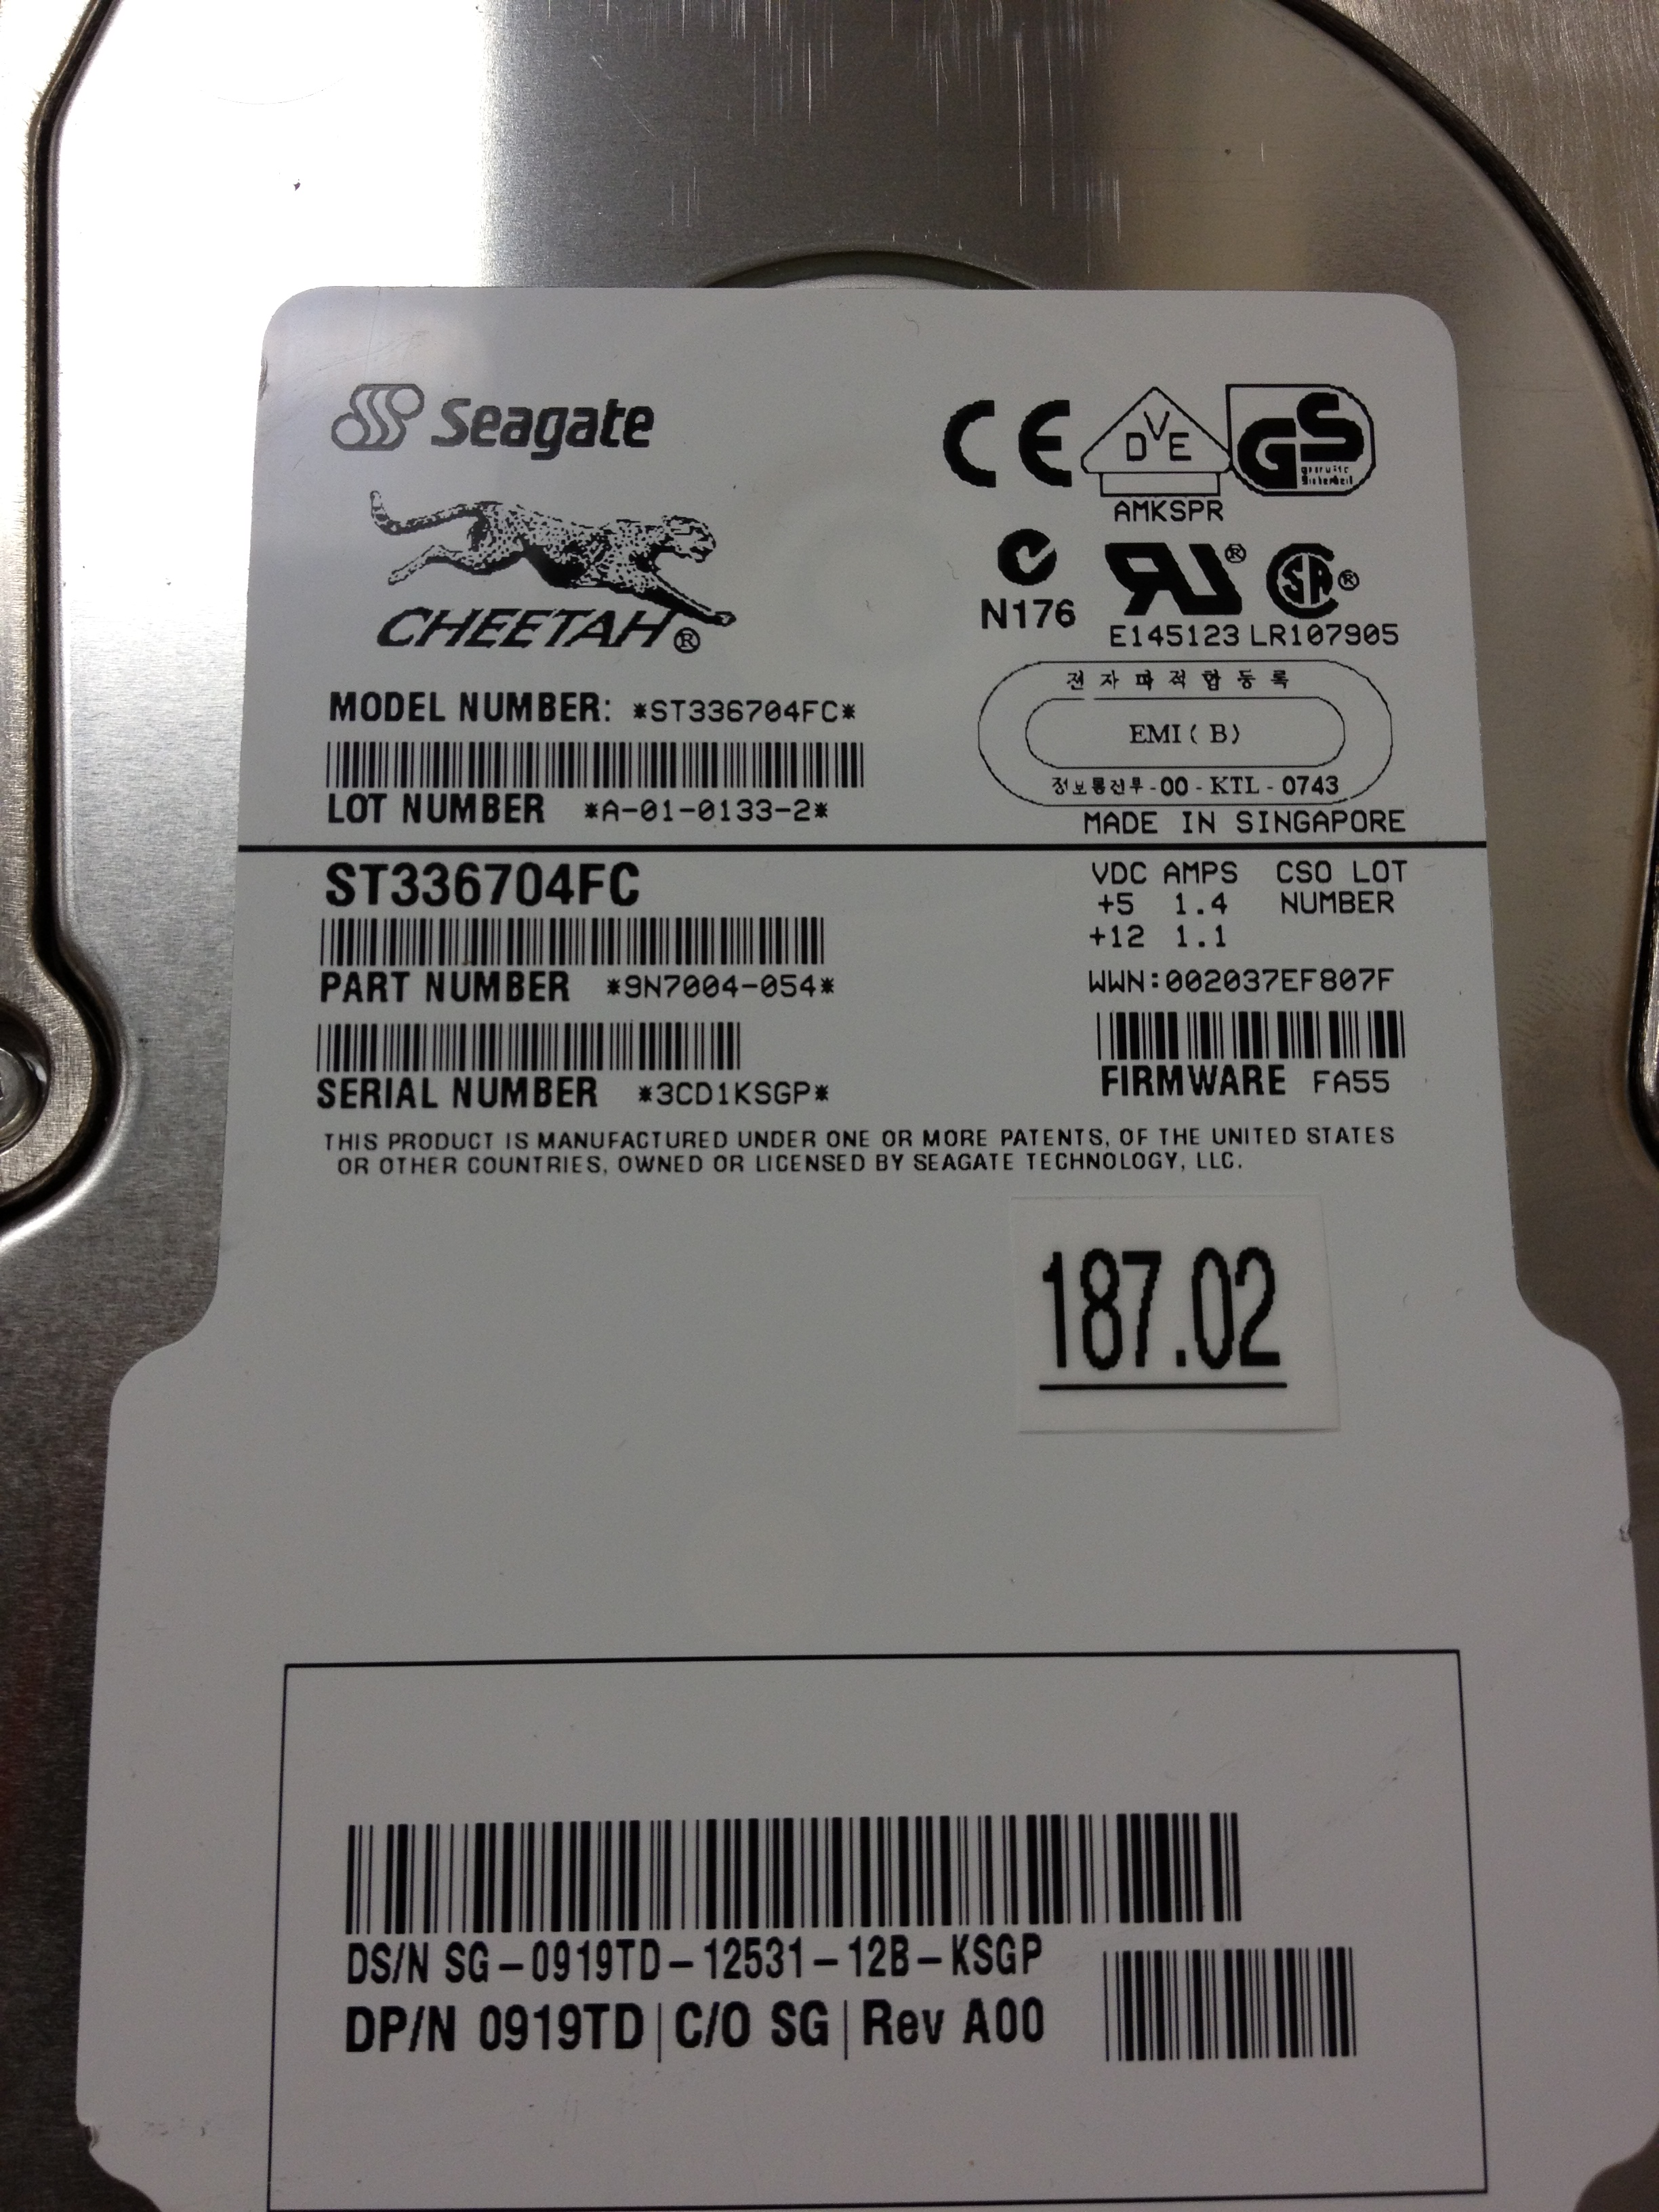 Seagate
CE
DVE
GS
geprüfte
Sicherheit
AMKSPR
CHEETAH®
N176
E145123 LR107905
MODEL NUMBER: *ST336704FC*
전자파적합등록
EMI ( B )
정보통신부-00 - KTL - 0743
LOT NUMBER *A-01-0133-2*
MADE IN SINGAPORE
ST336704FC
VDC AMPS
+5 1.4
+12 1.1
CSO LOT
NUMBER
PART NUMBER *9N7004-054*
WWN:002037EF807F
SERIAL NUMBER *3CD1KSGP*
FIRMWARE FA55
THIS PRODUCT IS MANUFACTURED UNDER ONE OR MORE PATENTS, OF THE UNITED STATES
OR OTHER COUNTRIES, OWNED OR LICENSED BY SEAGATE TECHNOLOGY, LLC.
187.02
DS/N SG-0919TD-12531-12B-KSGP
DP/N 0919TD|C/O SG|Rev A00